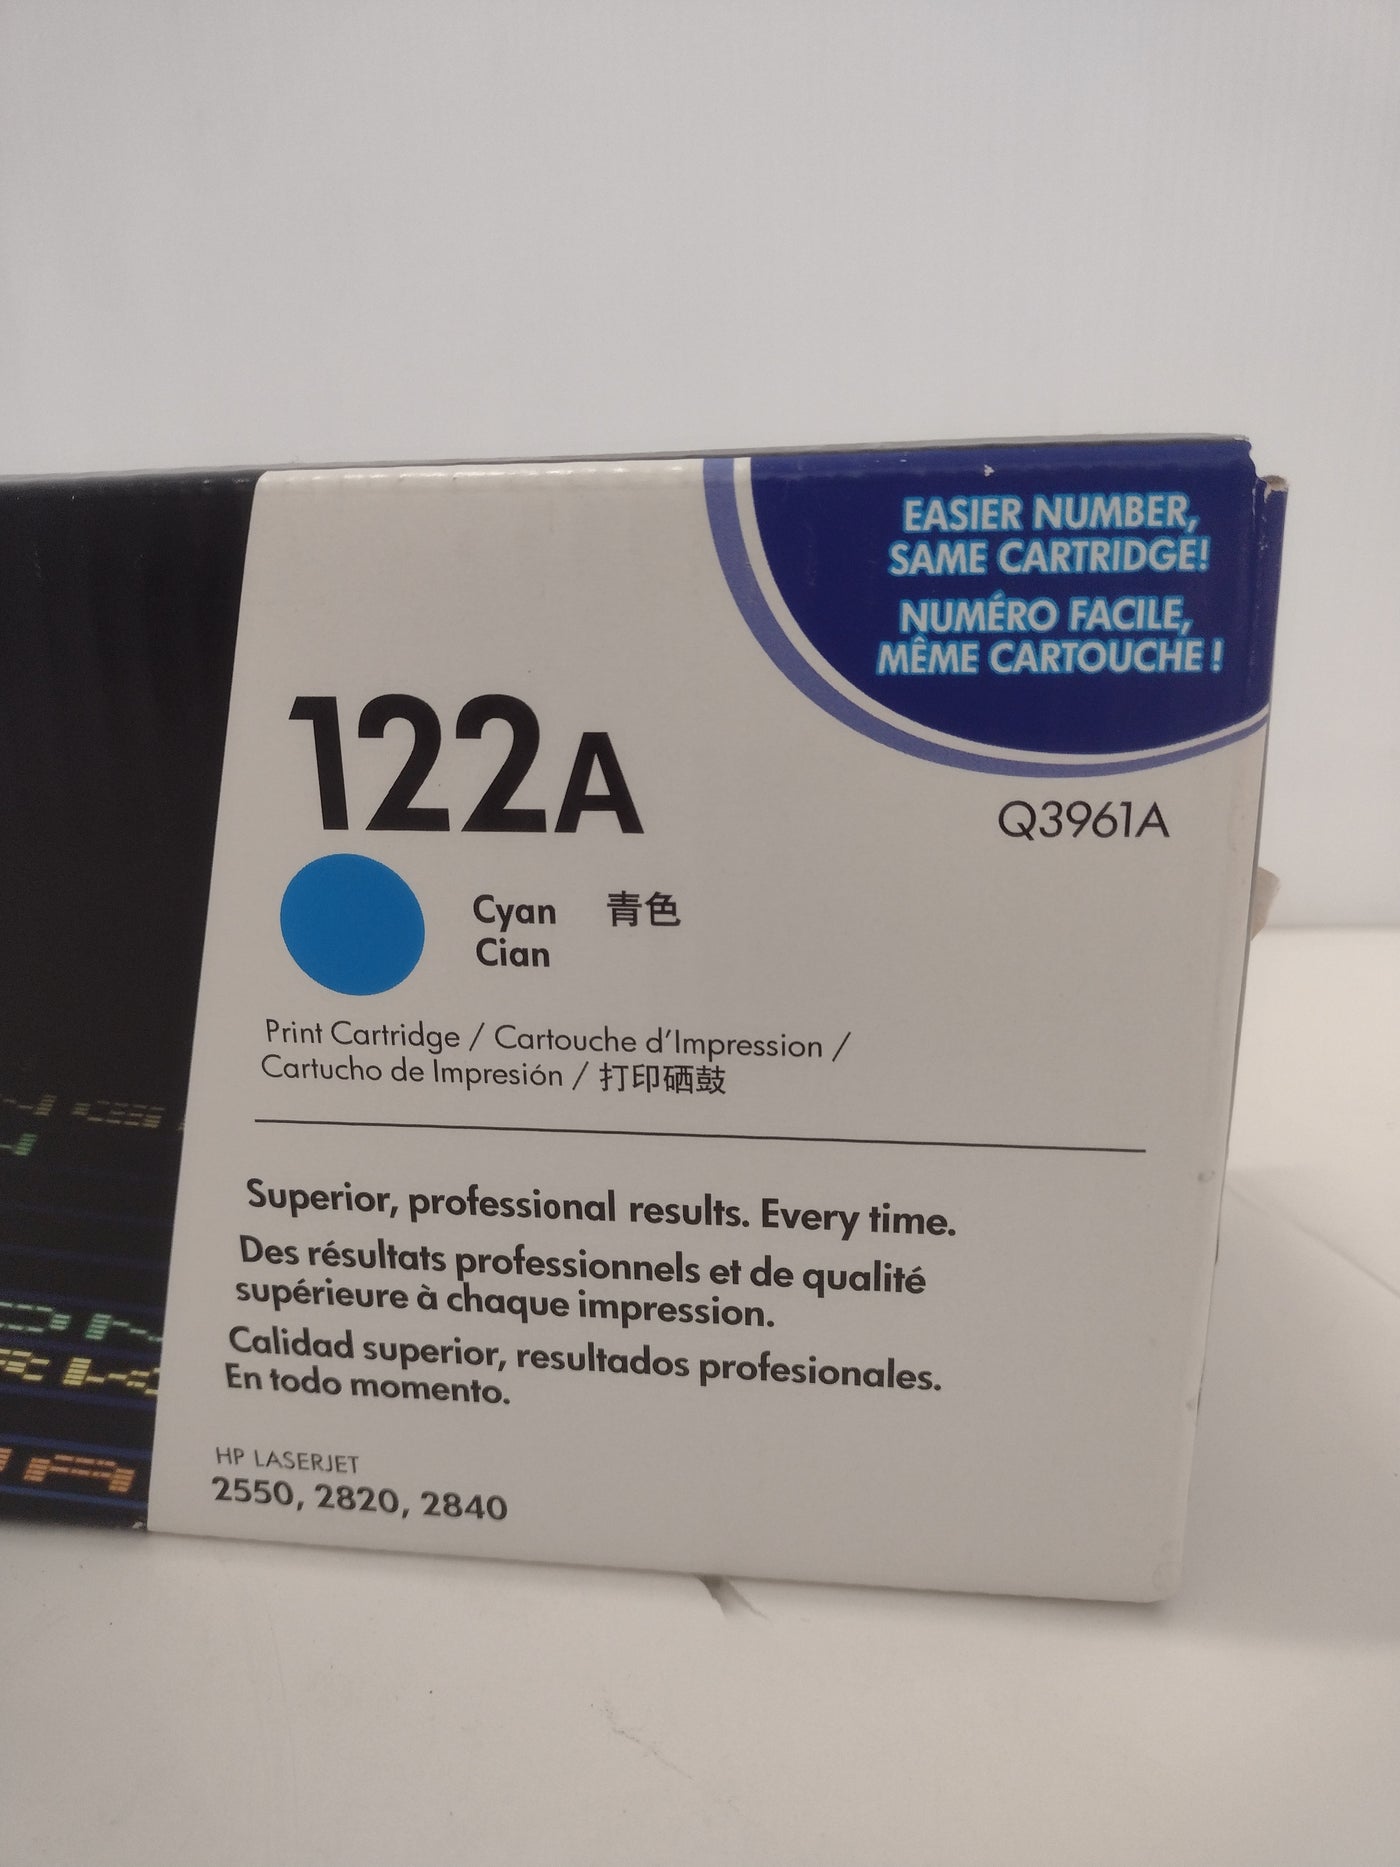 EASIER NUMBER,
SAME CARTRIDGE!
NUMÉRO FACILE,
MÊME CARTOUCHE !
122A
Q3961A
Cyan 青色
Cian
Print Cartridge / Cartouche d'Impression /
Cartucho de Impresión / 打印硒鼓
Superior, professional results. Every time.
Des résultats professionnels et de qualité
supérieure à chaque impression.
Calidad superior, resultados profesionales.
En todo momento.
HP LASERJET
2550, 2820, 2840